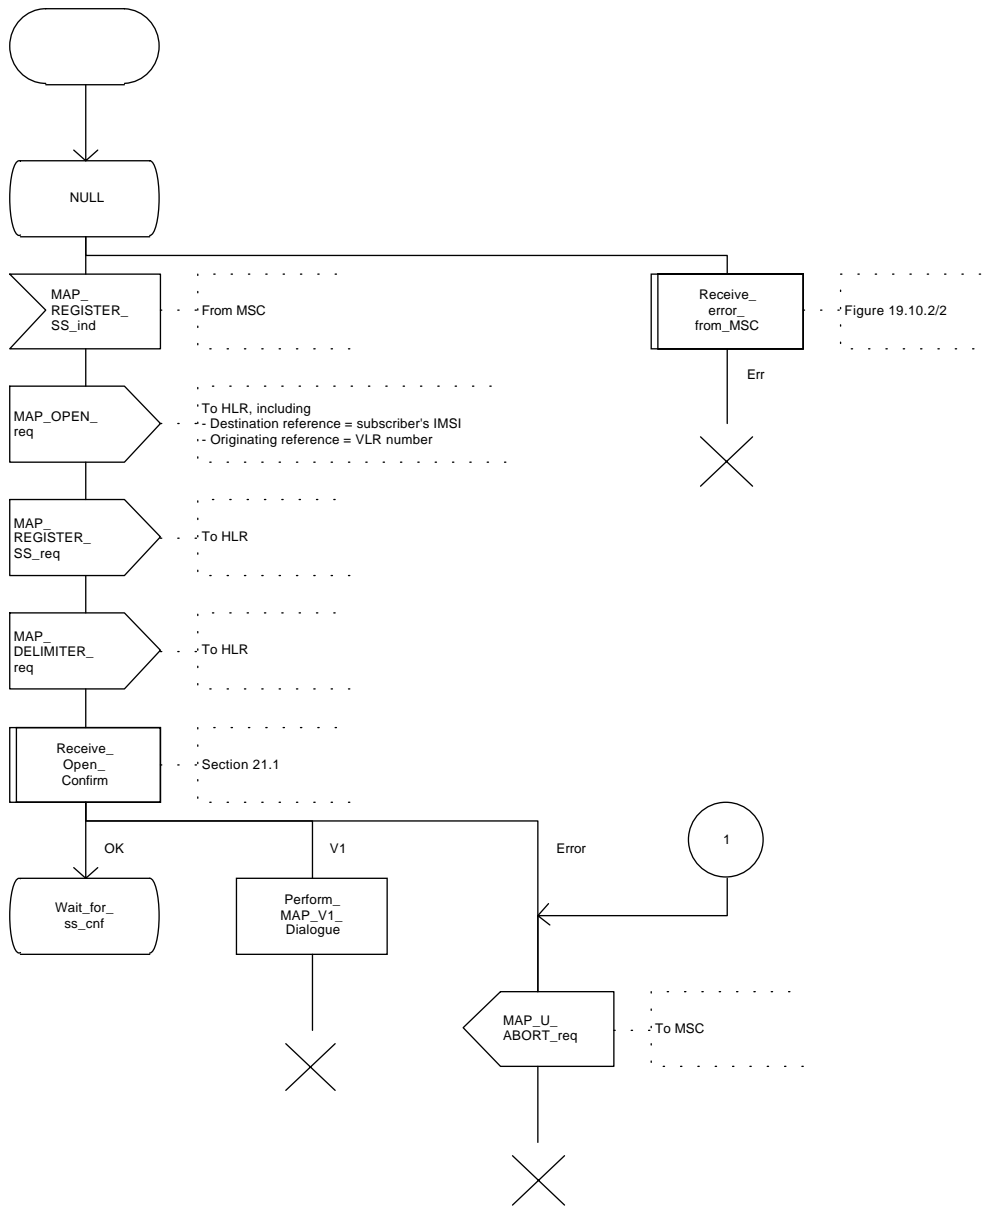 NULL
MAP_
REGISTER_
SS_ind
From MSC
Receive_
error_
from_MSC
Figure 19.10.2/2
Err
MAP_OPEN_
req
To HLR, including
- Destination reference = subscriber's IMSI
- Originating reference = VLR number
MAP_
REGISTER_
SS_req
To HLR
MAP_
DELIMITER_
req
To HLR
Receive_
Open_
Confirm
Section 21.1
OK
V1
Error
1
Wait_for_
ss_cnf
Perform_
MAP_V1_
Dialogue
MAP_U_
ABORT_req
To MSC